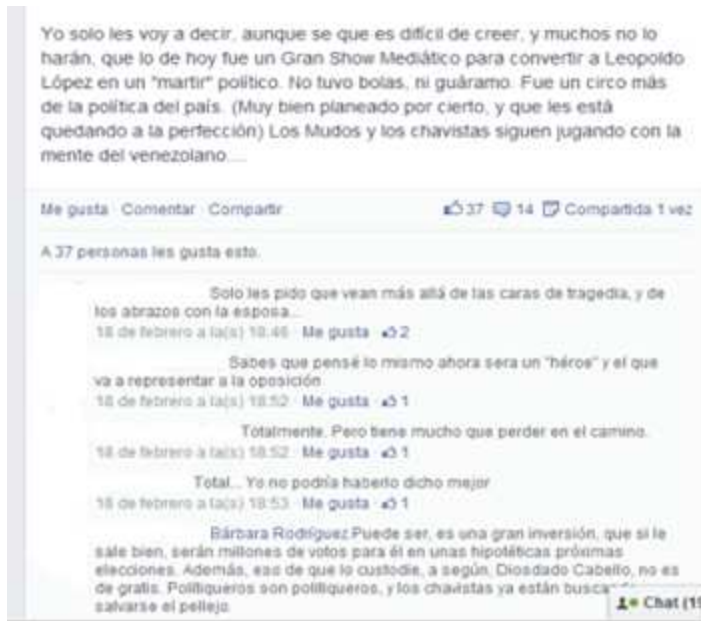 Yo solo les voy a decir, aunque se que es difícil de creer, y muchos no lo
harán, que lo de hoy fue un Gran Show Mediático para convertir a Leopoldo
López en un "martir" político. No tuvo bolas, ni guáramo. Fue un circo más
de la política del país. (Muy bien planeado por cierto, y que les está
quedando a la perfección) Los Mudos y los chavistas siguen jugando con la
mente del venezolano....
Me gusta · Comentar · Compartir 37 14 Compartida 1 vez
A 37 personas les gusta esto.
Solo les pido que vean más allá de las caras de tragedia, y de
los abrazos con la esposa...
18 de febrero a la(s) 18:46 · Me gusta · 2
Sabes que pensé lo mismo ahora sera un "héros" y el que
va a representar a la oposición
18 de febrero a la(s) 18:52 · Me gusta · 1
Totalmente. Pero tiene mucho que perder en el camino.
18 de febrero a la(s) 18:52 · Me gusta · 1
Total... Yo no podría haberlo dicho mejor
18 de febrero a la(s) 18:53 · Me gusta · 1
Bárbara Rodríguez Puede ser, es una gran inversión, que si le
sale bien, serán millones de votos para él en unas hipotéticas próximas
elecciones. Además, eso de que lo custodie, a según, Diosdado Cabello, no es
de gratis. Politiqueros son politiqueros, y los chavistas ya están
salvarse el pellejo
Chat